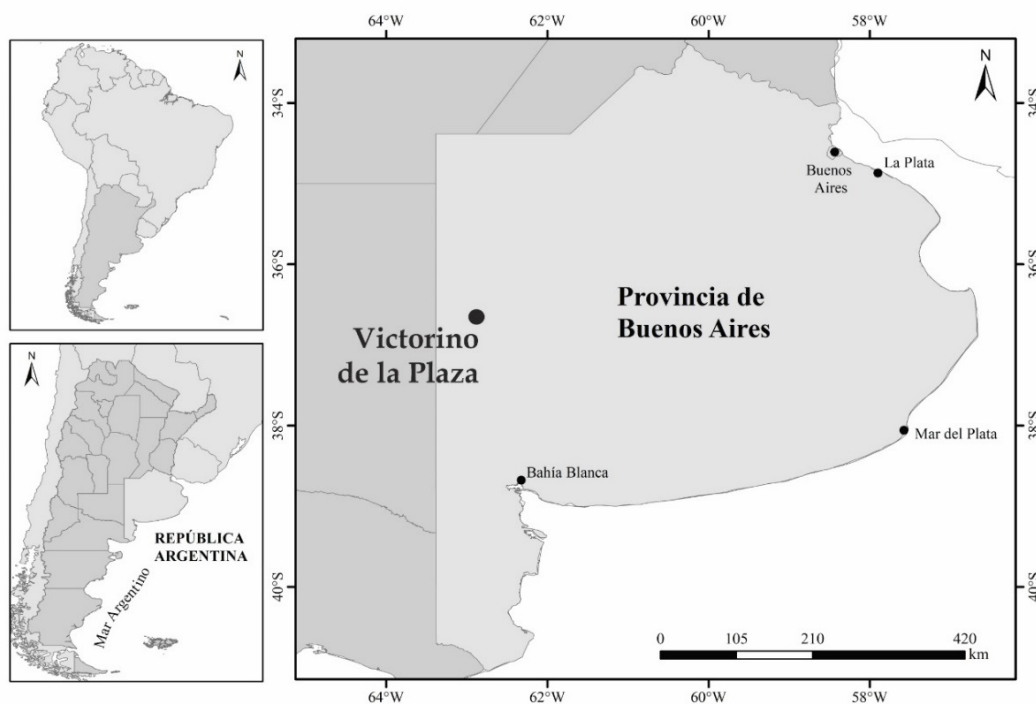 N
N
REPÚBLICA
ARGENTINA
Mar Argentino
64°W
62°W
60°W
58°W
N
34°S
34°S
Buenos
Aires
La Plata
36°S
36°S
Provincia de
Buenos Aires
Victorino
de la Plaza
38°S
38°S
Mar del Plata
Bahía Blanca
40°S
40°S
0
105
210
420
km
64°W
62°W
60°W
58°W